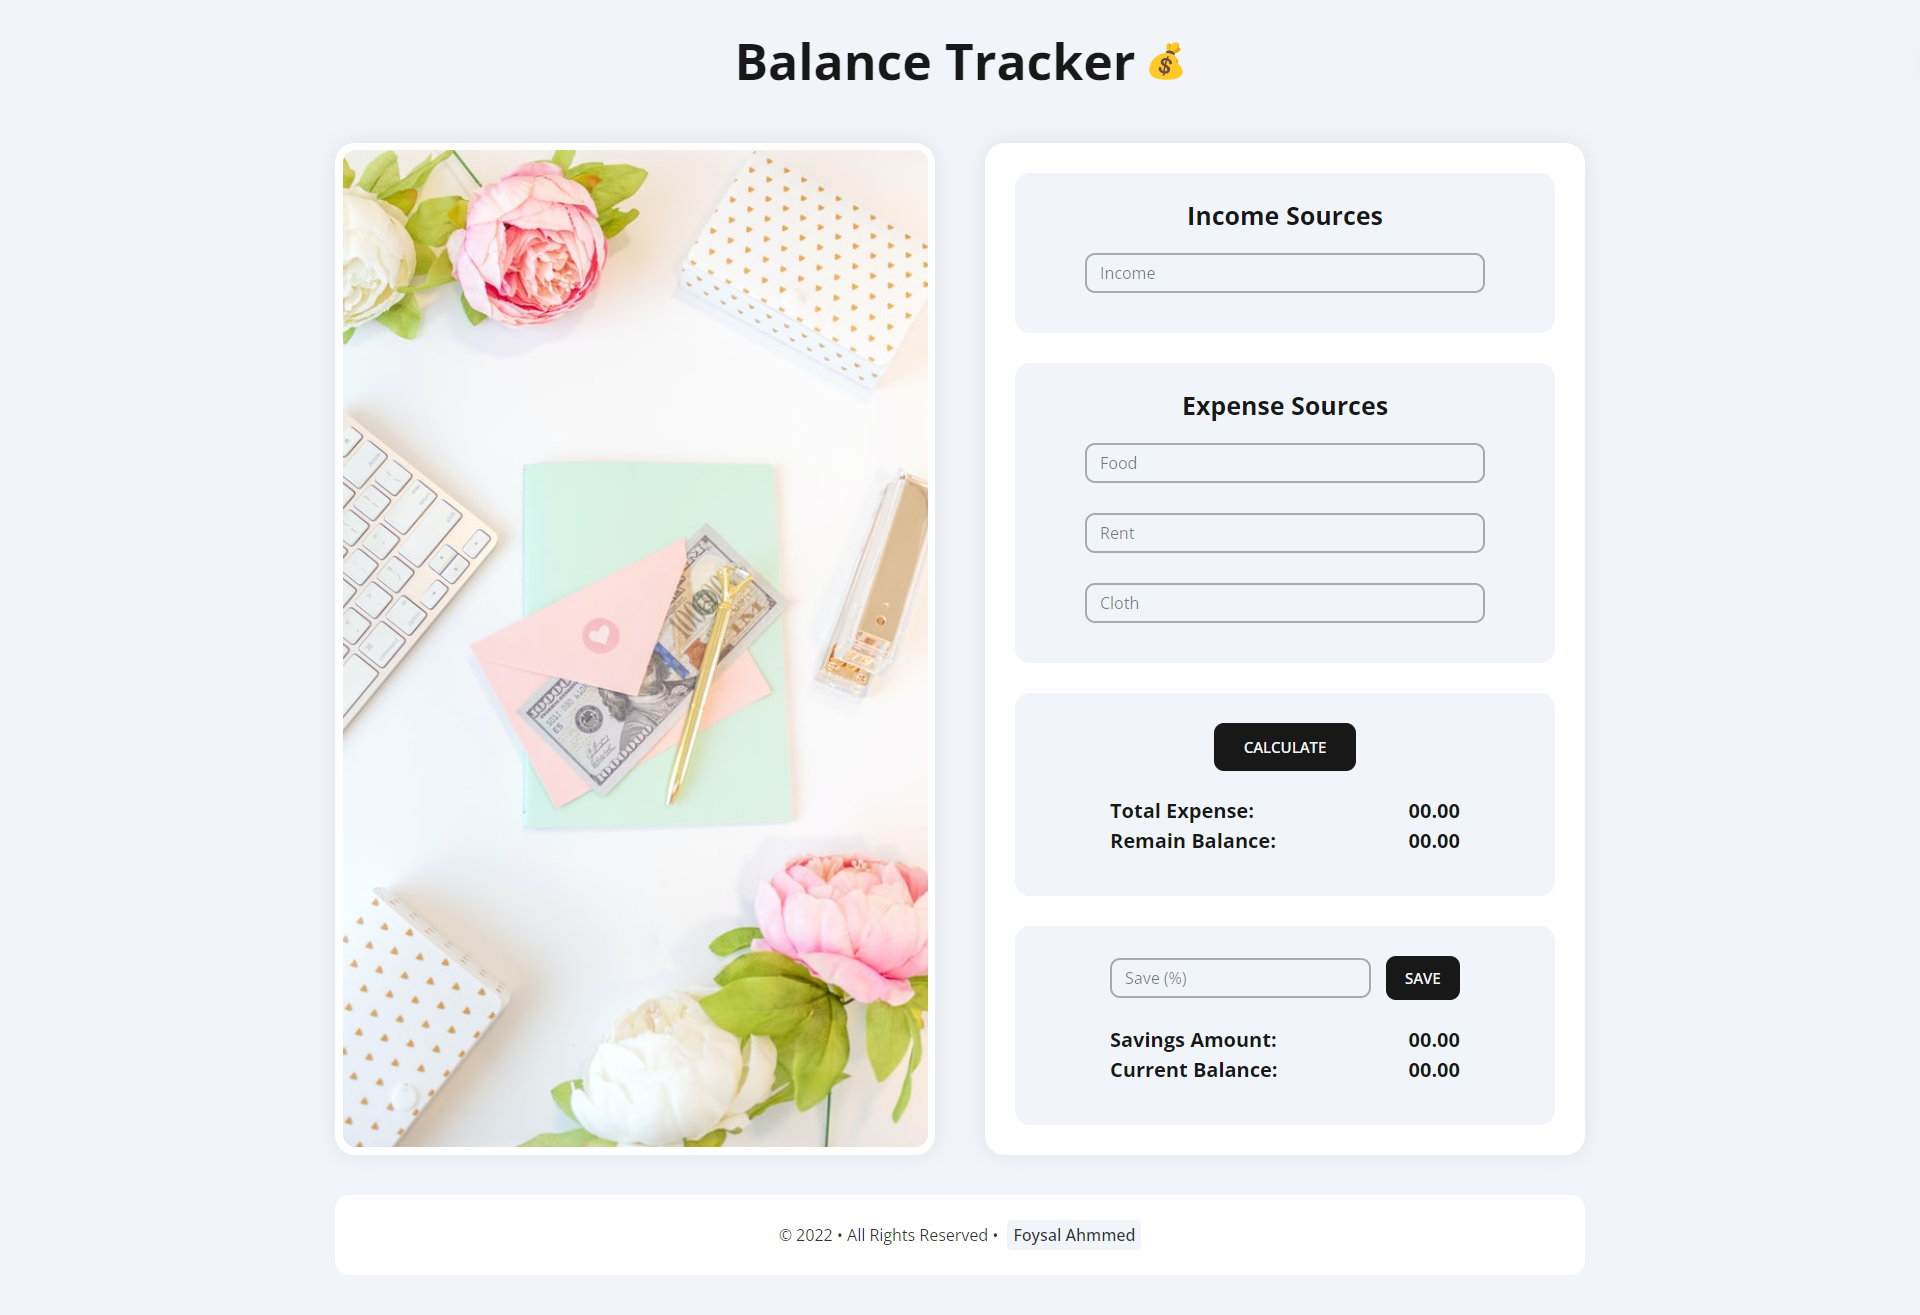 Balance Tracker 💰
Income Sources
Income
Expense Sources
Food
Rent
Cloth
CALCULATE
Total Expense: 00.00
Remain Balance: 00.00
Save (%) SAVE
Savings Amount: 00.00
Current Balance: 00.00
© 2022 • All Rights Reserved • Foysal Ahmmed